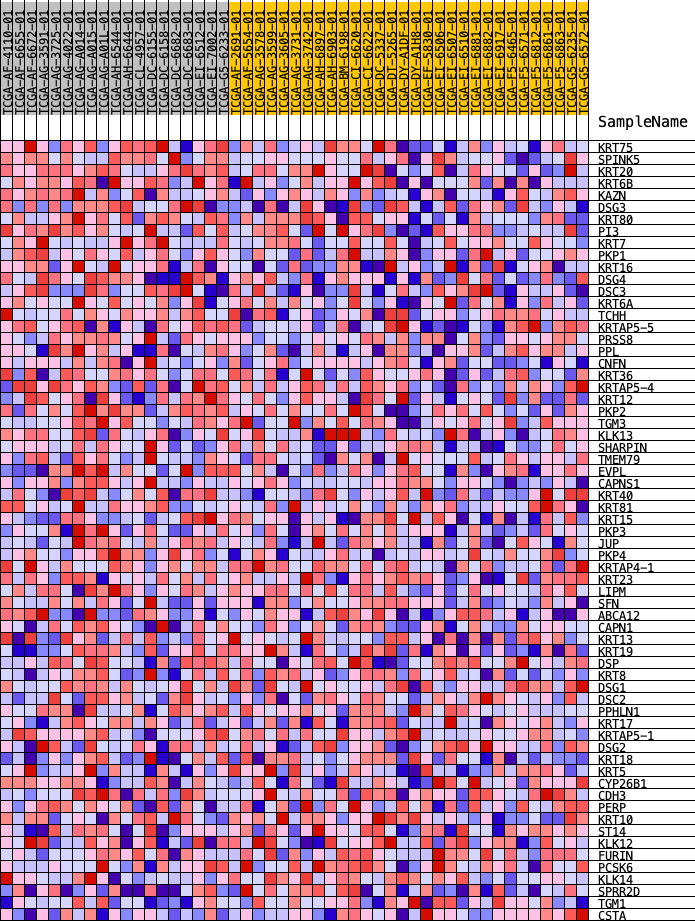 TCGA-AF-4110-01
TCGA-AF-6655-01
TCGA-AF-6672-01
TCGA-AG-3791-01
TCGA-AG-4022-01
TCGA-AG-A014-01
TCGA-AG-A015-01
TCGA-AG-A01L-01
TCGA-CL-4957-01
TCGA-DC-6155-01
TCGA-DC-6158-01
TCGA-DC-6682-01
TCGA-DC-6683-01
TCGA-EI-7002-01
TCGA-G5-6233-01
TCGA-AF-2691-01
TCGA-AF-5654-01
TCGA-AG-3578-01
TCGA-AG-3599-01
TCGA-AG-3605-01
TCGA-AG-3731-01
TCGA-AG-3742-01
TCGA-AH-6897-01
TCGA-AH-6903-01
TCGA-BM-6198-01
TCGA-CI-6620-01
TCGA-CI-6622-01
TCGA-DC-5337-01
TCGA-DT-5265-01
TCGA-DY-A1DF-01
TCGA-DY-A1H8-01
TCGA-EF-5830-01
TCGA-EI-6506-01
TCGA-EI-6507-01
TCGA-EI-6510-01
TCGA-EI-6881-01
TCGA-EI-6882-01
TCGA-EI-6917-01
TCGA-F5-6465-01
TCGA-F5-6571-01
TCGA-F5-6812-01
TCGA-F5-6863-01
TCGA-G5-6235-01
TCGA-G5-6572-01
SampleName
KRT75
SPINK5
KRT20
KRT6B
KAZN
DSG3
KRT80
PI3
KRT7
PKP1
KRT16
DSG4
DSC3
KRT6A
TCHH
KRTAP5-5
PRSS8
PPL
CNFN
KRT36
KRTAP5-4
KRT12
PKP2
TGM3
KLK13
SHARPIN
TMEM79
EVPL
CAPNS1
KRT40
KRT81
KRT15
PKP3
JUP
PKP4
KRTAP4-1
KRT23
LIPM
SFN
ABCA12
CAPN1
KRT13
KRT19
DSP
KRT8
DSG1
DSC2
PPHLN1
KRT17
KRTAP5-1
DSG2
KRT18
KRT5
CYP26B1
CDH3
PERP
KRT10
ST14
KLK12
FURIN
PCSK6
KLK14
SPRR2D
TGM1
CSTA